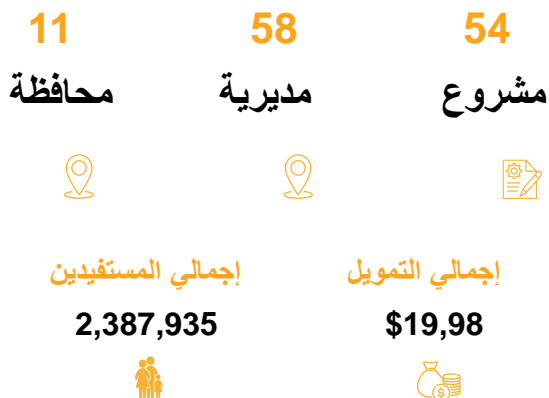 54 58 11
مشروع مديرية محافظة
إجمالي التمويل إجمالي المستفيدين
$19,98 2,387,935